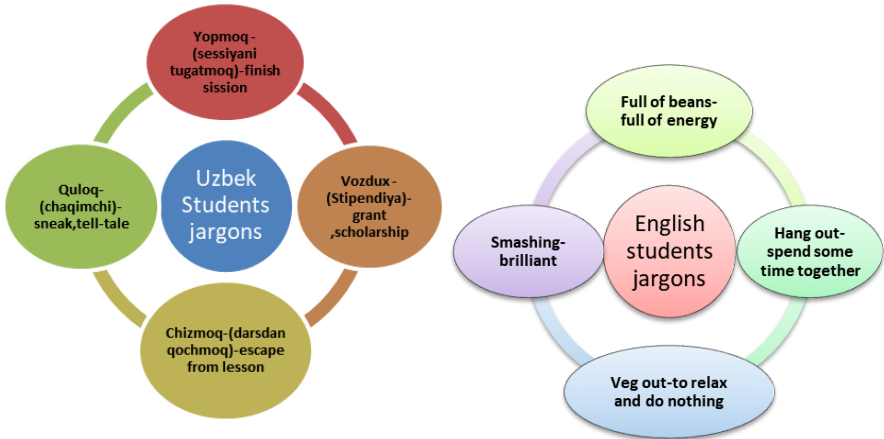 Yopmoq -
(sessiyani
tugatmoq)-finish
sission
Quloq-
(chaqimchi)-
sneak,tell-tale
Uzbek
Students
jargons
Vozdux -
(Stipendiya)-
grant
,scholarship
Chizmoq-(darsdan
qochmoq)-escape
from lesson
Full of beans-
full of energy
Smashing-
brilliant
English
students
jargons
Hang out-
spend some
time together
Veg out-to relax
and do nothing